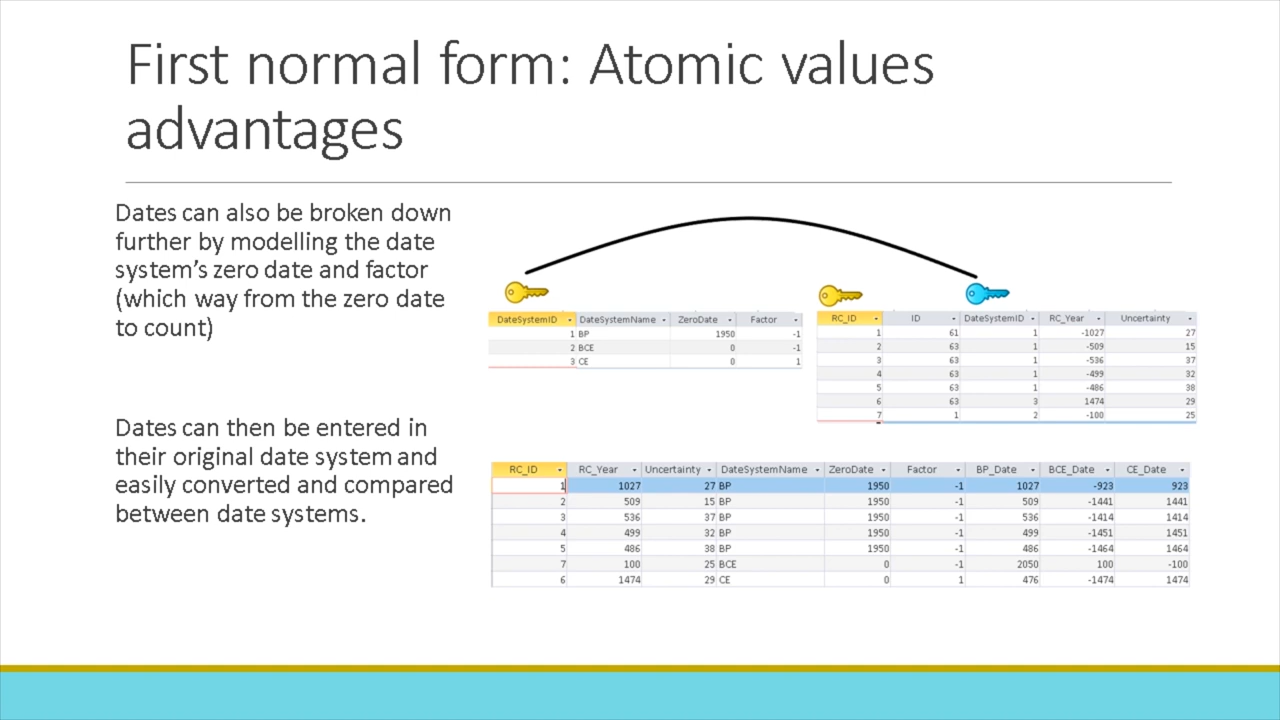 First normal form: Atomic values
advantages
Dates can also be broken down
further by modelling the date
system's zero date and factor
(which way from the zero date
to count)
Dates can then be entered in
their original date system and
easily converted and compared
between date systems.
DateSystemID DateSystemName ZeroDate Factor
1 BP 1950 -1
2 BCE 0 -1
3 CE 0 1
RC_ID ID DateSystemID RC_Year Uncertainty
1 61 1 -1027 27
2 63 1 -509 15
3 63 1 -536 37
4 63 1 -499 32
5 63 1 -486 38
6 63 3 1474 29
7 1 2 -100 25
RC_ID RC_Year Uncertainty DateSystemName ZeroDate Factor BP_Date BCE_Date CE_Date
1 1027 27 BP 1950 -1 1027 -923 923
2 509 15 BP 1950 -1 509 -1441 1441
3 536 37 BP 1950 -1 536 -1414 1414
4 499 32 BP 1950 -1 499 -1451 1451
5 486 38 BP 1950 -1 486 -1464 1464
7 100 25 BCE 0 -1 2050 100 -100
6 1474 29 CE 0 1 476 -1474 1474